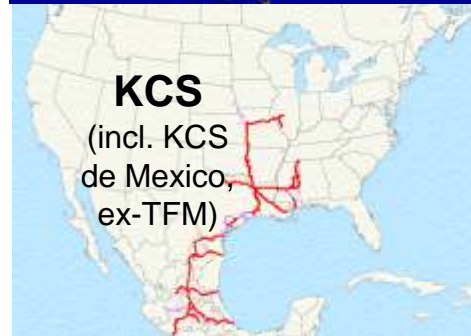 KCS
(incl. KCS
de Mexico,
ex-TFM)